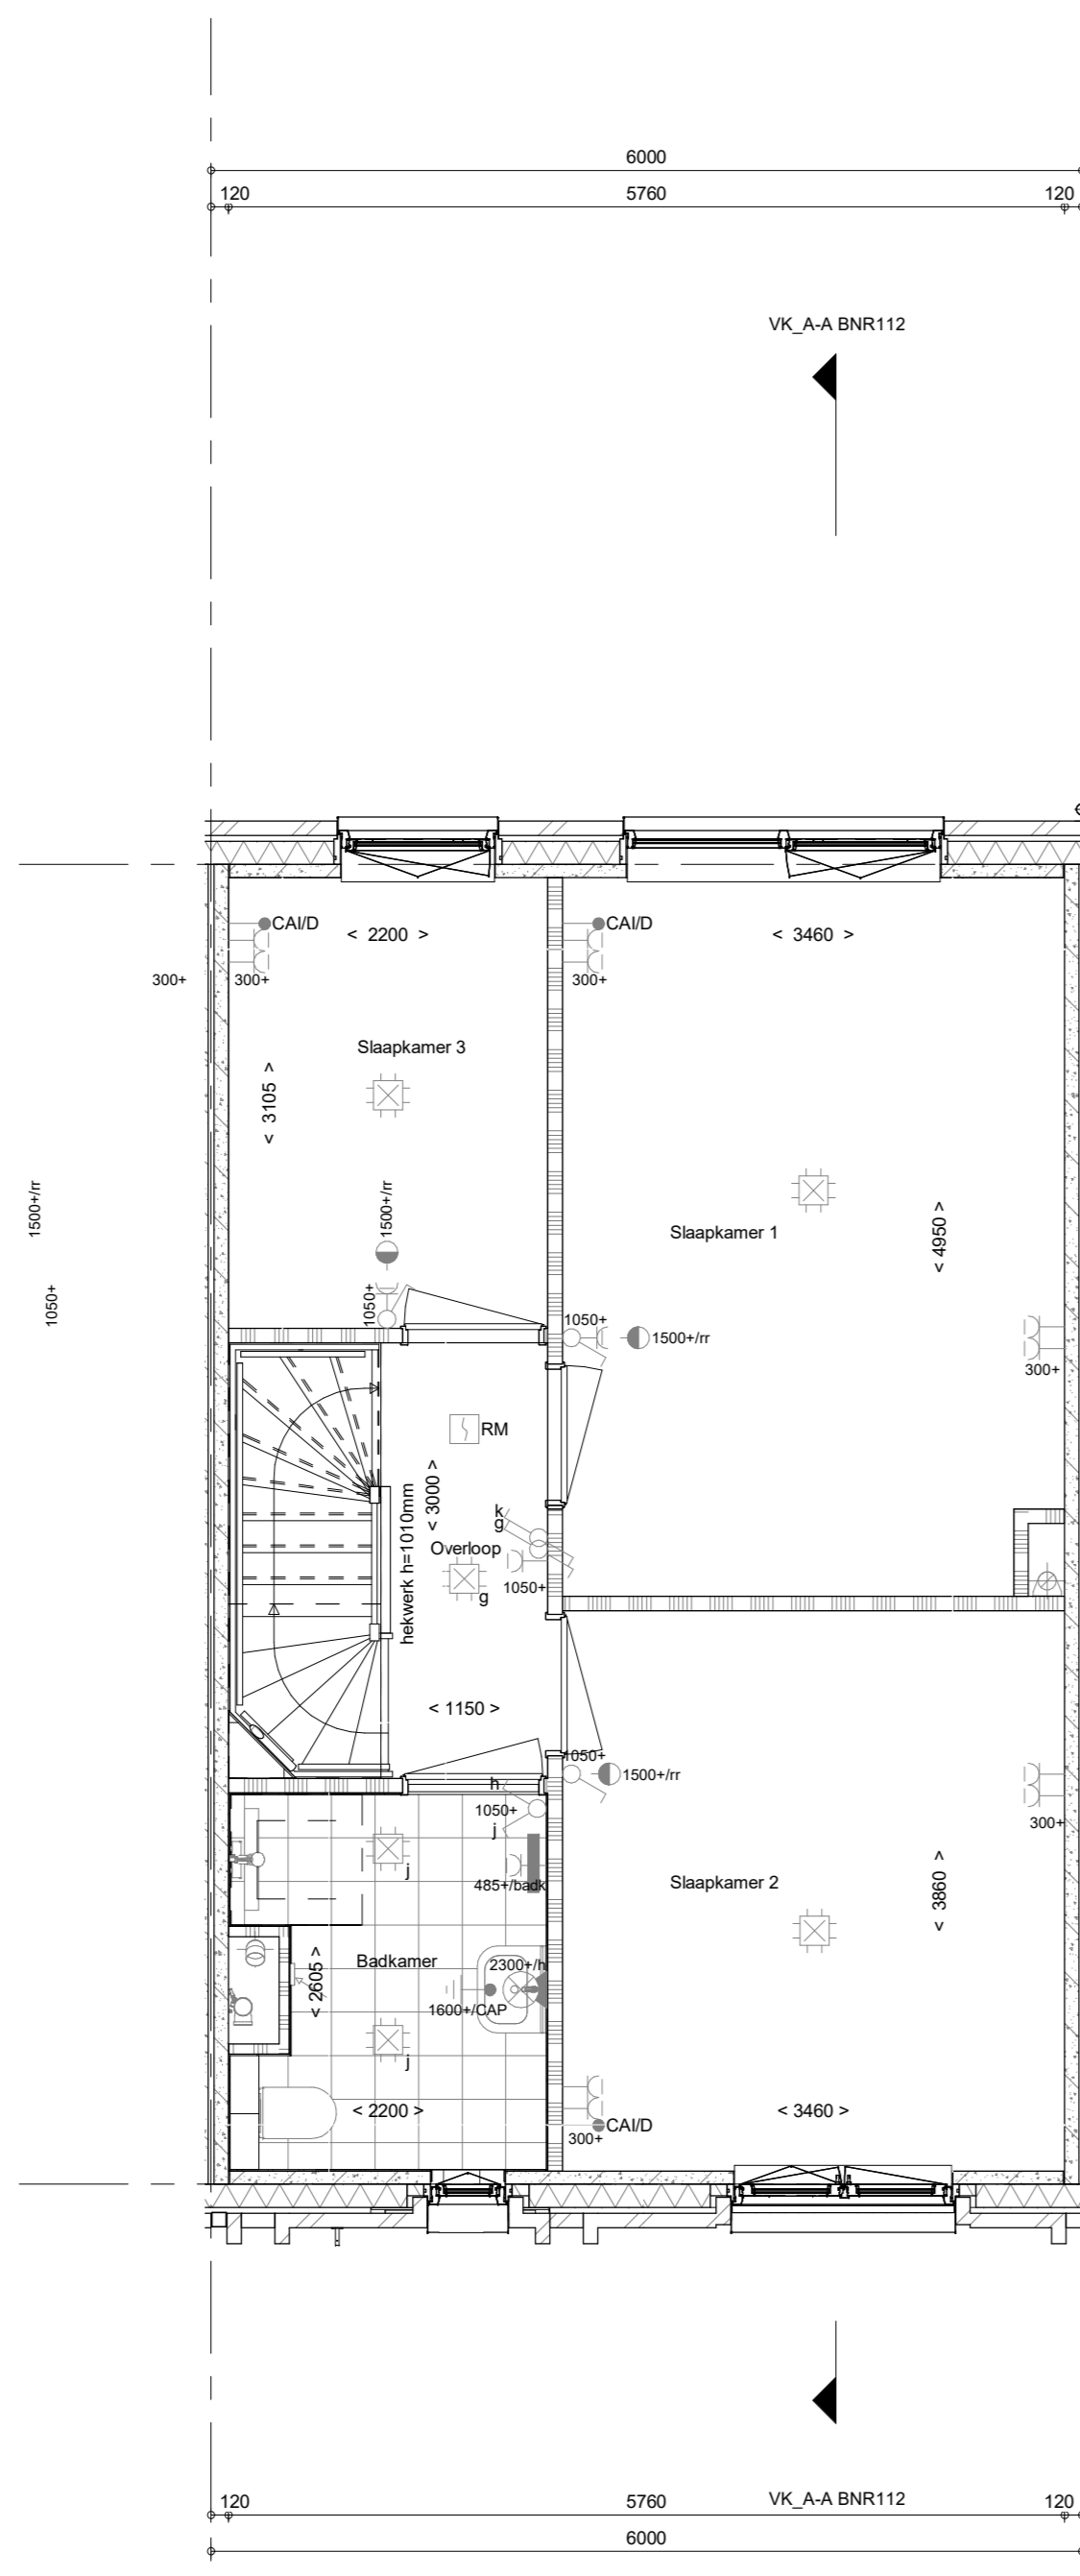 6000
120 5760 120
VK_A-A BNR112
CAI/D < 2200 > CAI/D < 3460 >
300+ 300+ 300+
Slaapkamer 3
< 3105 >
1500+/rr 1500+/rr
Slaapkamer 1
< 4950 >
1050+ 1050+ 1050+
1500+/rr
300+
RM
< 3000 >
hekwerk h=1010mm
k
g
Overloop
1050+
g
< 1150 >
1050+
1500+/rr
h
1050+
j
300+
j
485+/badk
Slaapkamer 2
< 3860 >
Badkamer
< 2605 >
2300+/h
1600+/CAP
j
< 2200 > < 3460 >
CAI/D
300+
VK_A-A BNR112
120 5760 120
6000